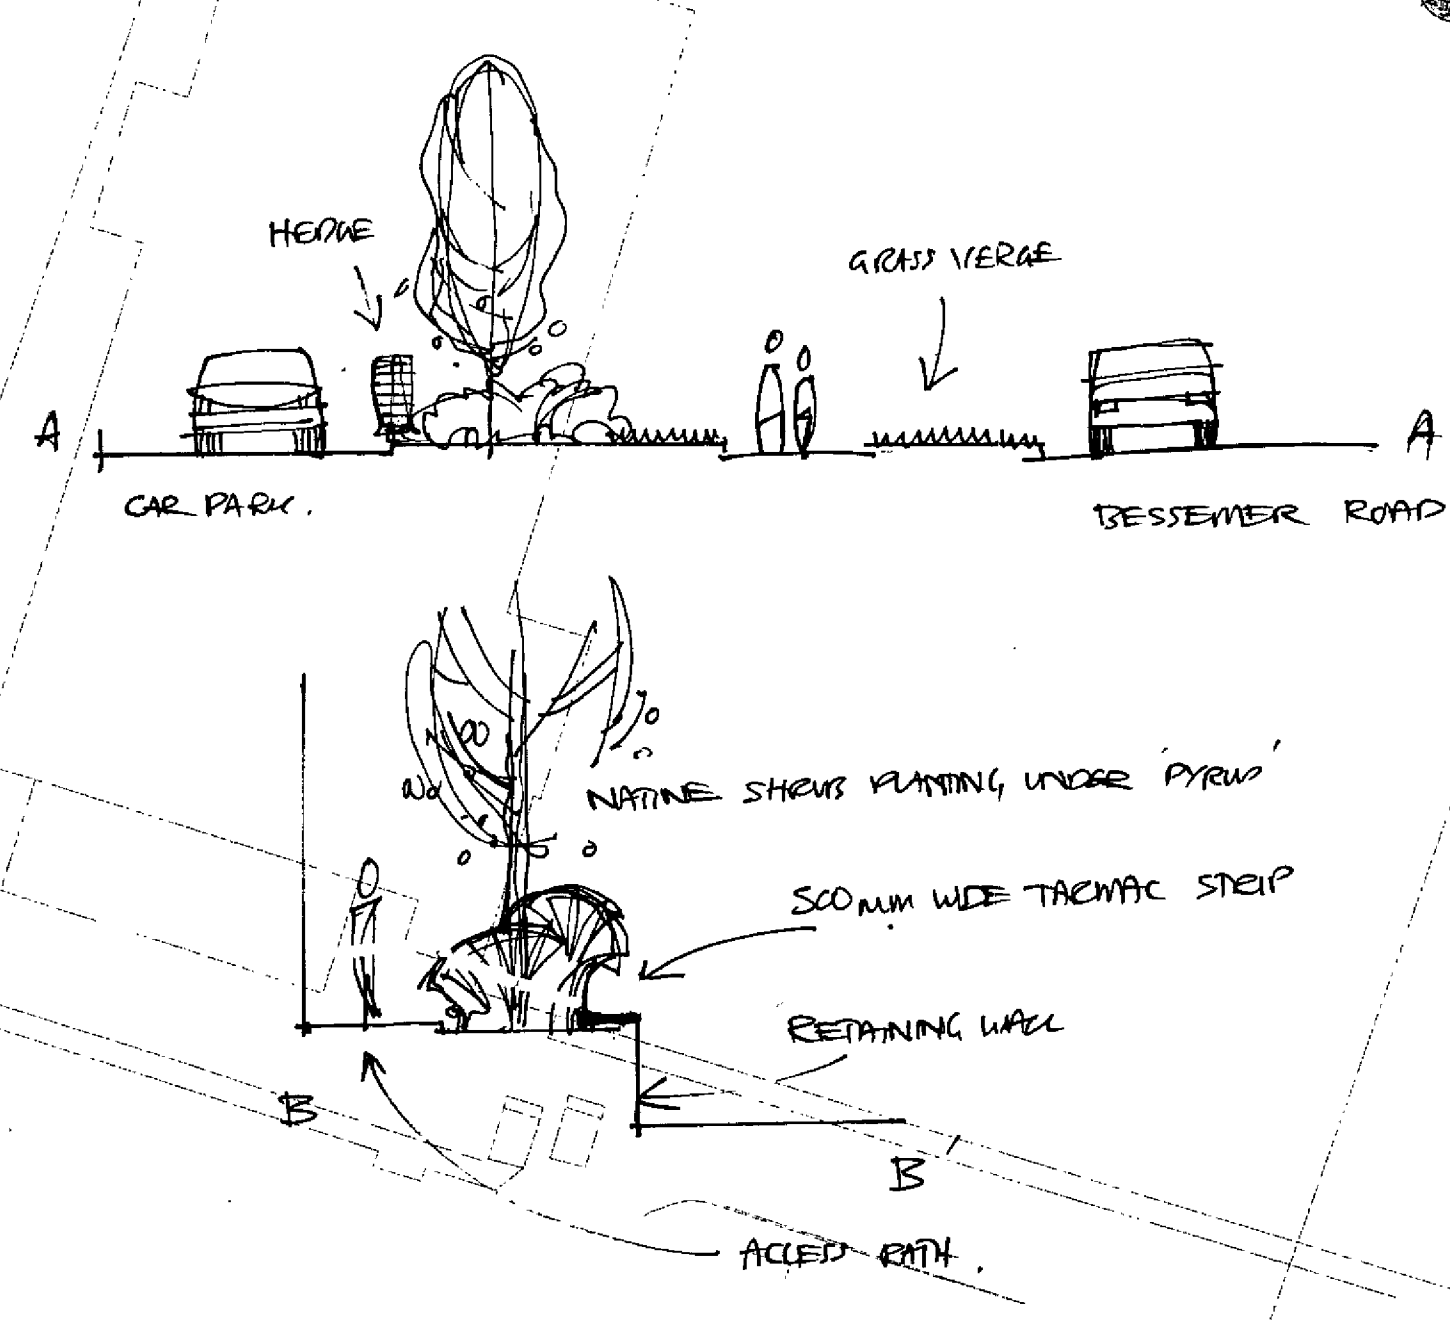 HEDGE
GRASS VERGE
A
A
CAR PARK.
BESSEMER ROAD
NATIVE SHRUB PLANTING UNDER 'PYRUS'
500mm WIDE TARMAC STRIP
RETAINING WALL
B
B
ACCESS PATH.